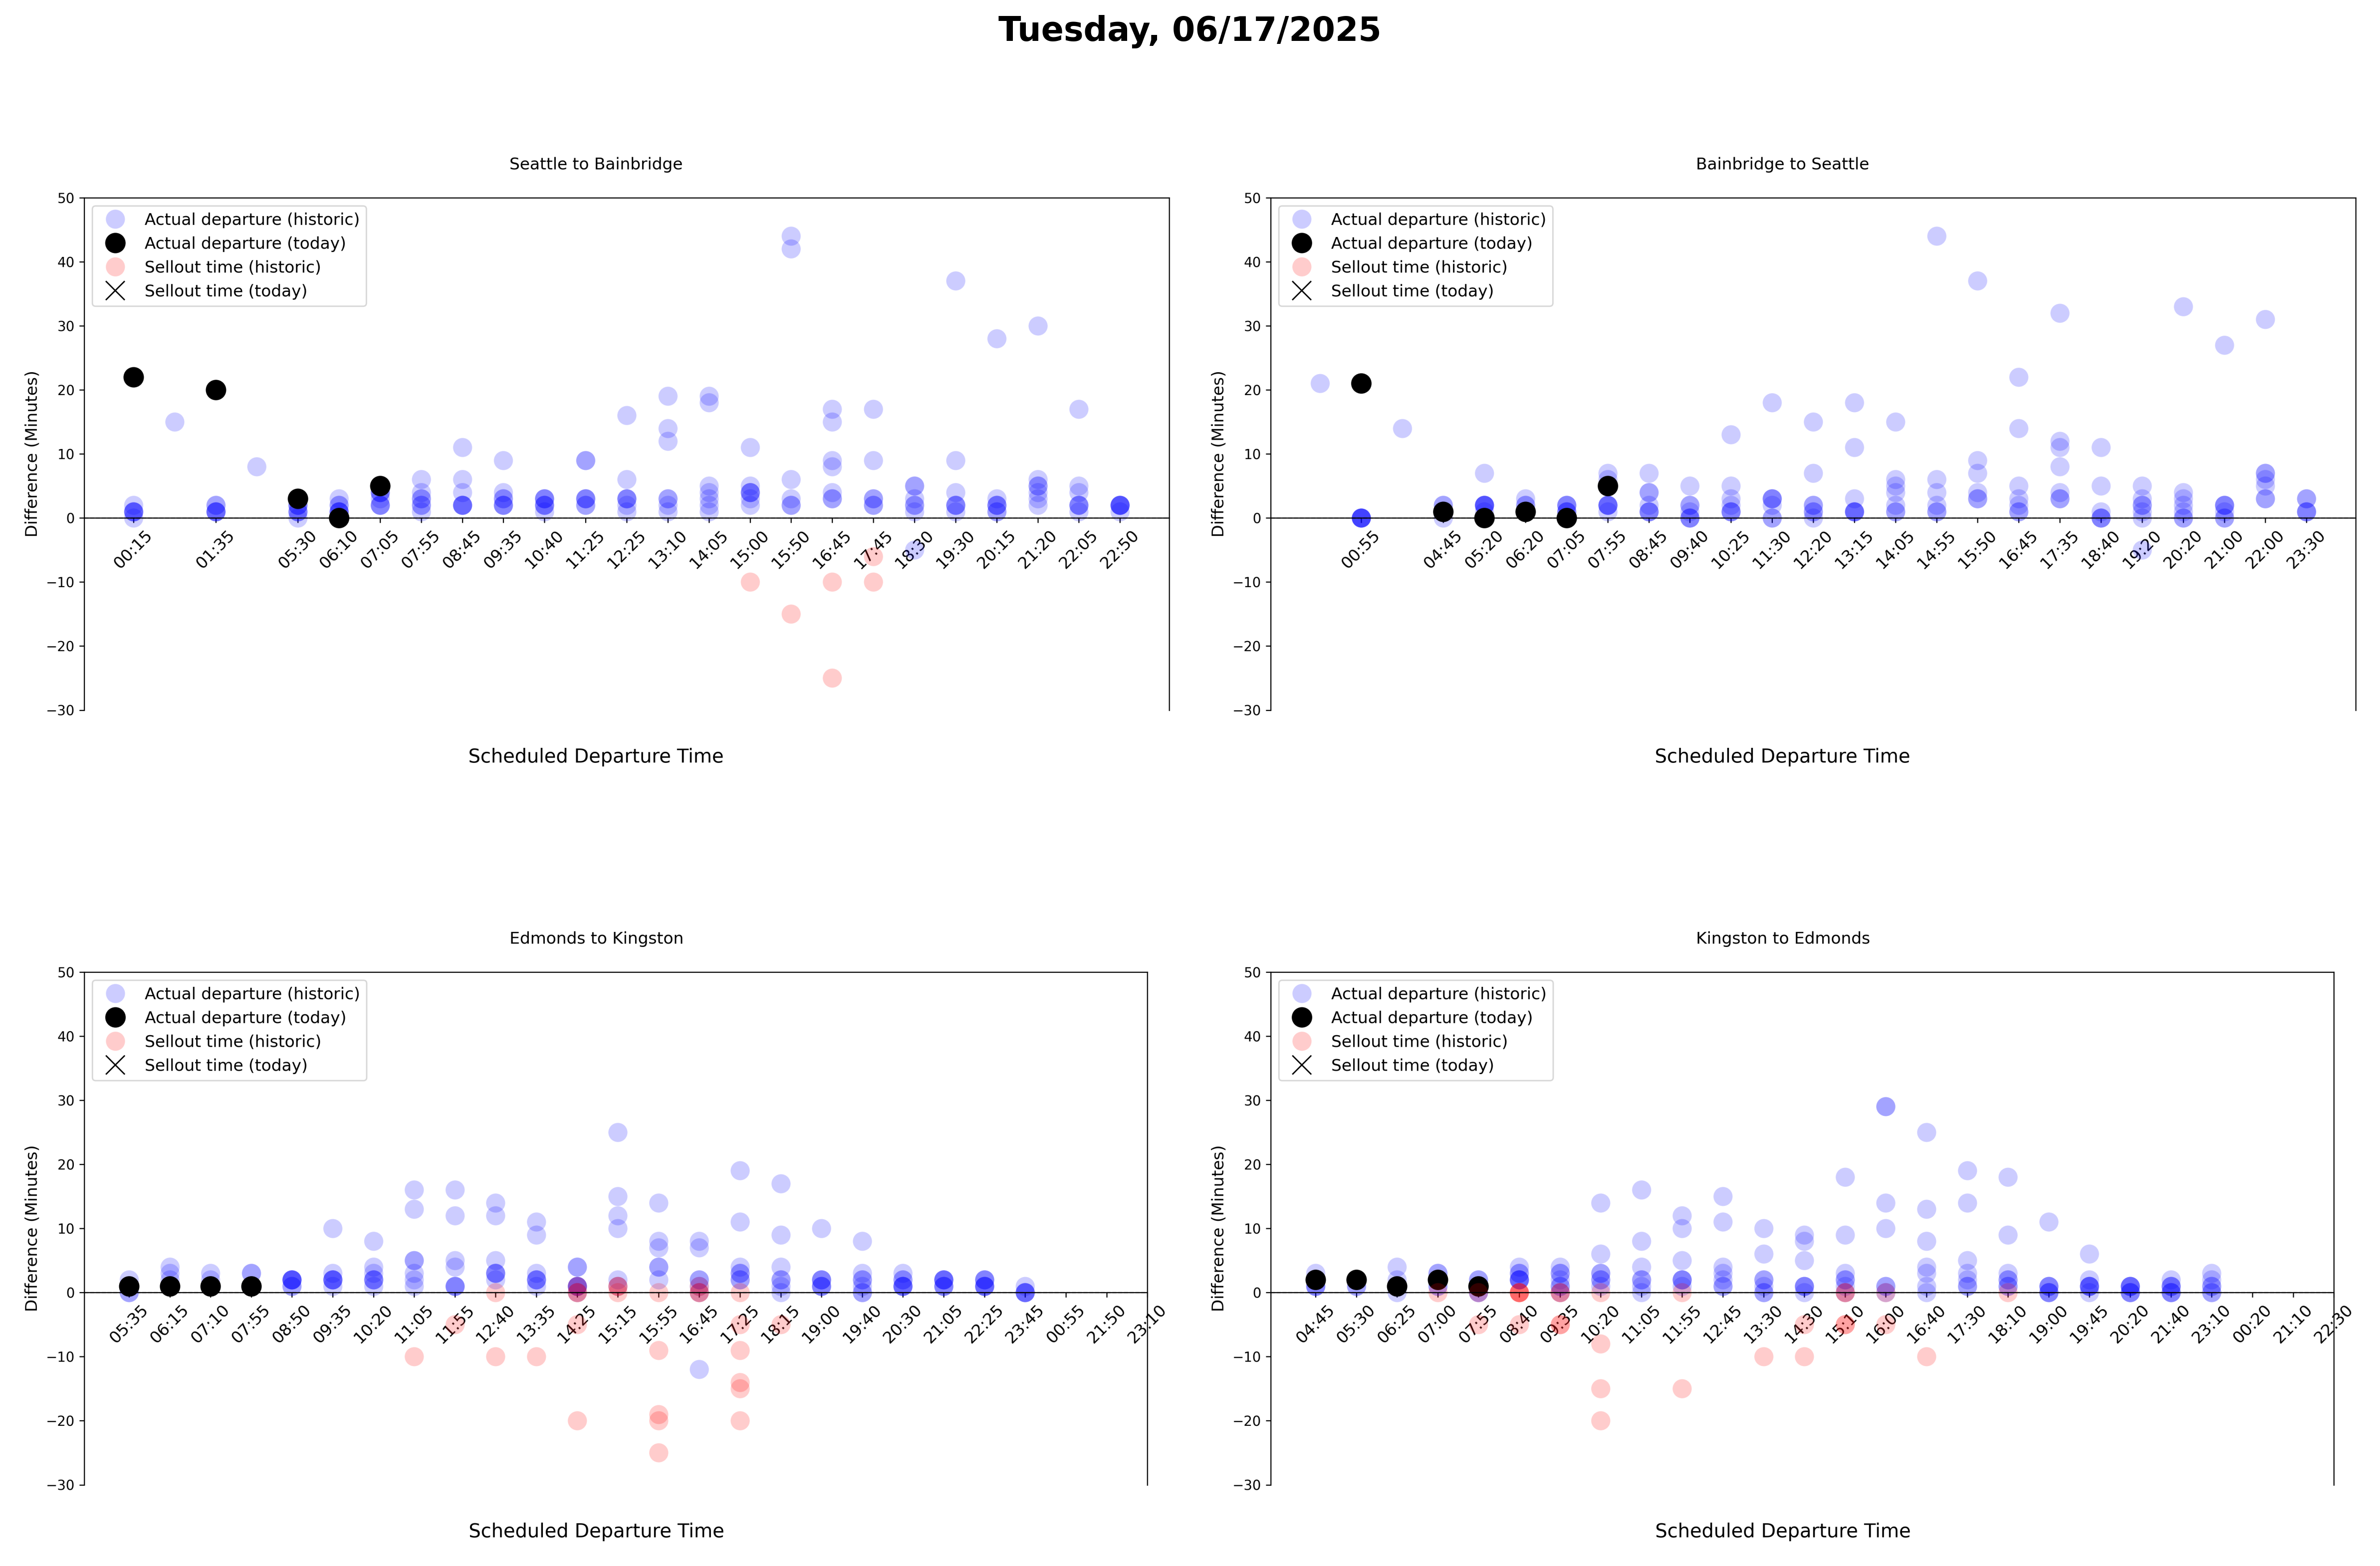 Tuesday, 06/17/2025
Seattle to Bainbridge
50
40
30
20
10
0
−10
−20
−30
Difference (Minutes)
Actual departure (historic)
Actual departure (today)
Sellout time (historic)
Sellout time (today)
00:15 01:35 05:30 06:10 07:05 07:55 08:45 09:35 10:40 11:25 12:25 13:10 14:05 15:00 15:50 16:45 17:45 18:30 19:30 20:15 21:20 22:05 22:50
Scheduled Departure Time
Bainbridge to Seattle
50
40
30
20
10
0
−10
−20
−30
Difference (Minutes)
Actual departure (historic)
Actual departure (today)
Sellout time (historic)
Sellout time (today)
00:55 04:45 05:20 06:20 07:05 07:55 08:45 09:40 10:25 11:30 12:20 13:15 14:05 14:55 15:50 16:45 17:35 18:40 19:20 20:20 21:00 22:00 23:30
Scheduled Departure Time
Edmonds to Kingston
50
40
30
20
10
0
−10
−20
−30
Difference (Minutes)
Actual departure (historic)
Actual departure (today)
Sellout time (historic)
Sellout time (today)
05:35 06:15 07:10 07:55 08:50 09:35 10:20 11:05 11:55 12:40 13:35 14:25 15:15 15:55 16:45 17:25 18:15 19:00 19:40 20:30 21:05 22:25 23:45 00:55 21:50 23:10
Scheduled Departure Time
Kingston to Edmonds
50
40
30
20
10
0
−10
−20
−30
Difference (Minutes)
Actual departure (historic)
Actual departure (today)
Sellout time (historic)
Sellout time (today)
04:45 05:30 06:25 07:00 07:55 08:40 09:35 10:20 11:05 11:55 12:45 13:30 14:30 15:10 16:00 16:40 17:30 18:10 19:00 19:45 20:20 21:40 23:10 00:20 21:10 22:30
Scheduled Departure Time